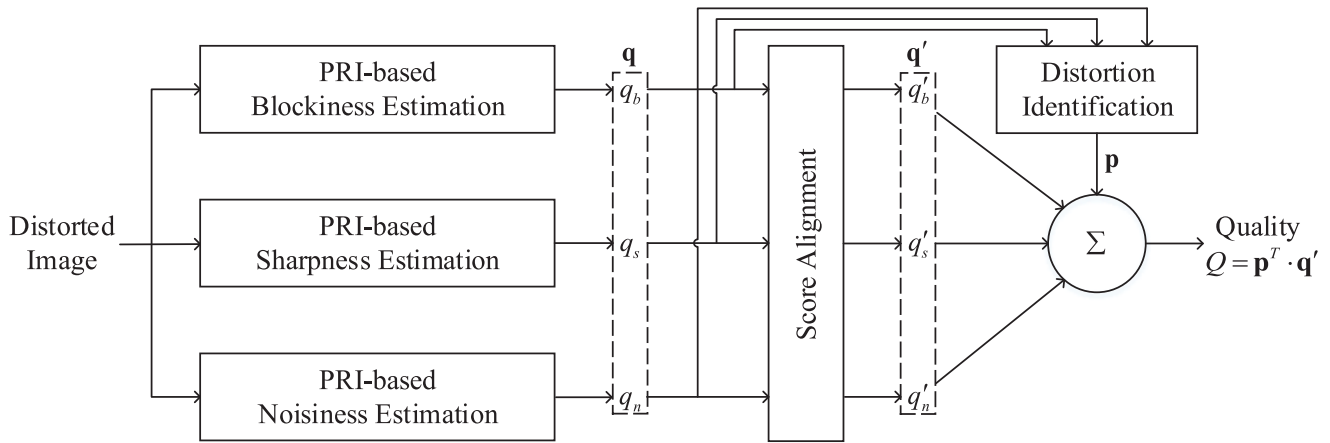 PRI-based
Blockiness Estimation
q
q_b
q′
q′_b
Distortion
Identification
p
Distorted
Image
PRI-based
Sharpness Estimation
q_s
Score Alignment
q′_s
Σ
Quality
Q = p^T · q′
PRI-based
Noisiness Estimation
q_n
q′_n